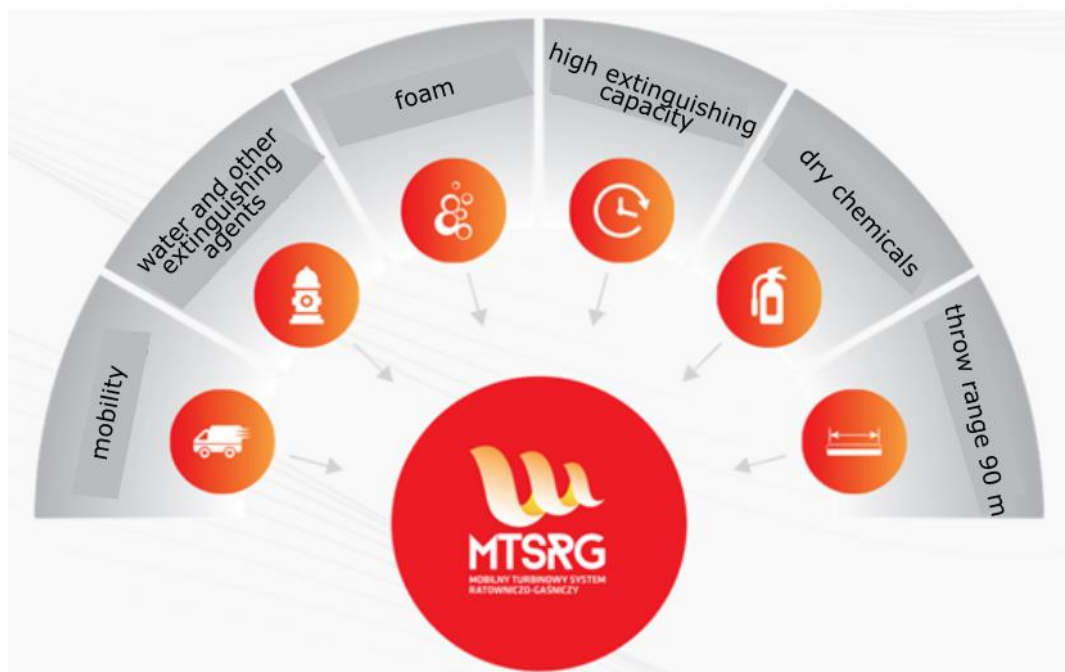 mobility
water and other
extinguishing
agents
foam
high extinguishing
capacity
dry chemicals
throw range 90 m
MTSRG
MOBILNY TURBINOWY SYSTEM
RATOWNICZO-GAŚNICZY